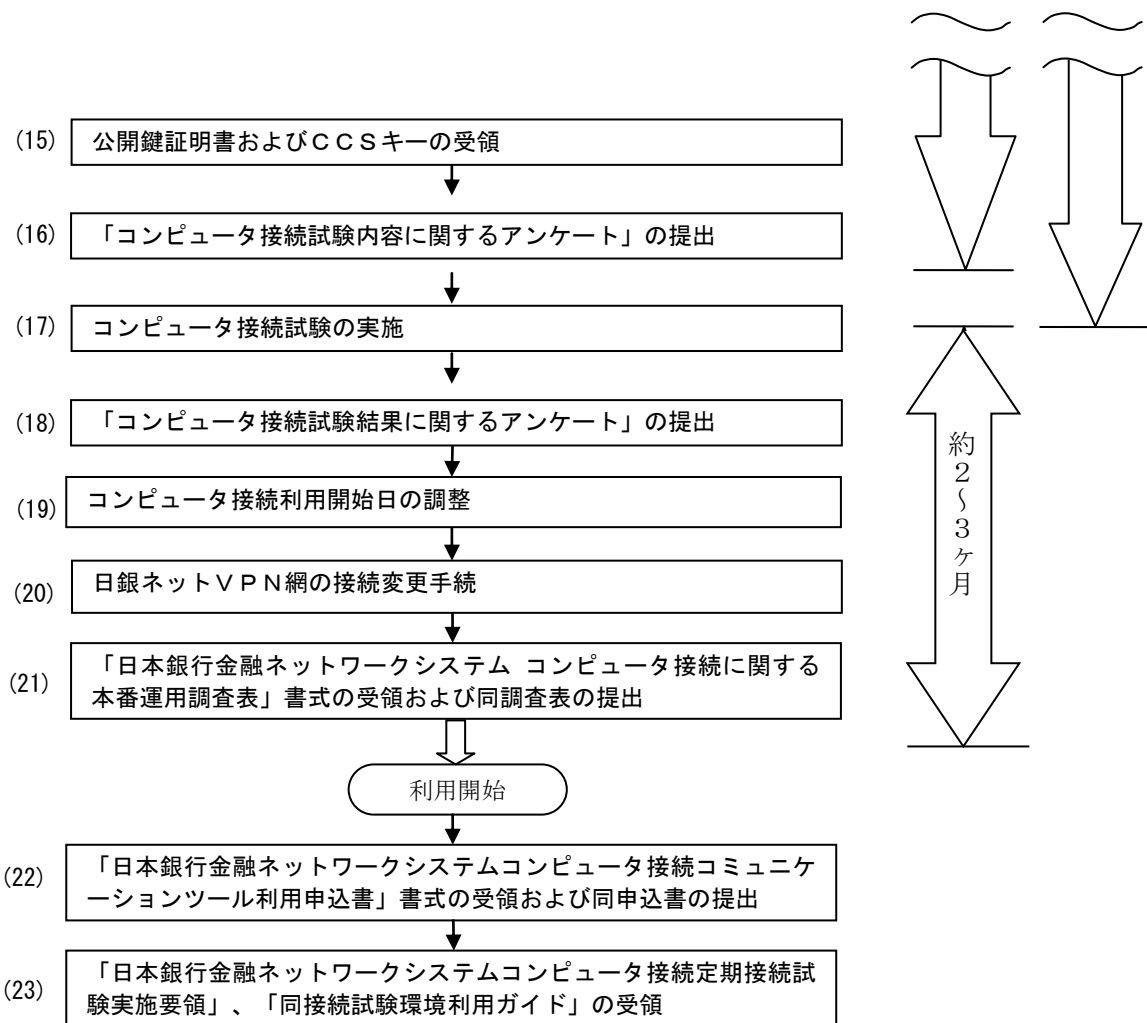 (15) 公開鍵証明書およびＣＣＳキーの受領
(16) 「コンピュータ接続試験内容に関するアンケート」の提出
(17) コンピュータ接続試験の実施
(18) 「コンピュータ接続試験結果に関するアンケート」の提出
(19) コンピュータ接続利用開始日の調整
(20) 日銀ネットＶＰＮ網の接続変更手続
(21) 「日本銀行金融ネットワークシステム コンピュータ接続に関する
本番運用調査表」書式の受領および同調査表の提出
約２～３ヶ月
利用開始
(22) 「日本銀行金融ネットワークシステムコンピュータ接続コミュニケ
ーションツール利用申込書」書式の受領および同申込書の提出
(23) 「日本銀行金融ネットワークシステムコンピュータ接続定期接続試
験実施要領」、「同接続試験環境利用ガイド」の受領